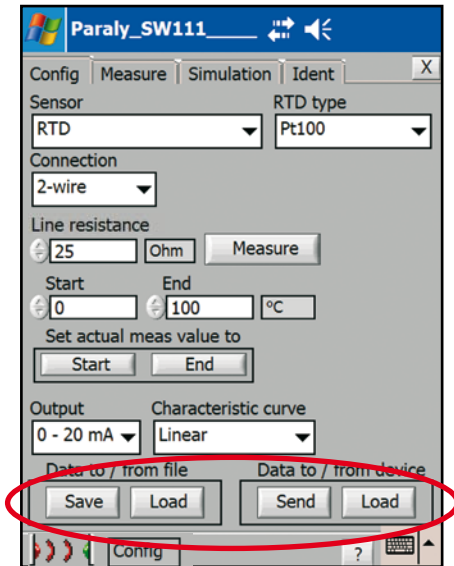 Paraly_SW111____
Config Measure Simulation Ident X
Sensor RTD type
RTD Pt100
Connection
2-wire
Line resistance
25 Ohm Measure
Start End
0 100 ºC
Set actual meas value to
Start End
Output Characteristic curve
0 - 20 mA Linear
Data to / from file Data to / from device
Save Load Send Load
Config ?